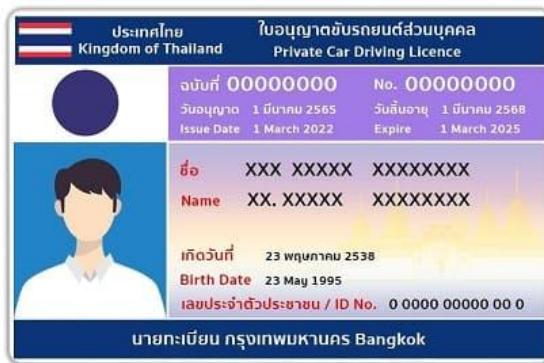 ประเทศไทย
Kingdom of Thailand
ใบอนุญาตขับรถยนต์ส่วนบุคคล
Private Car Driving Licence
ฉบับที่ 00000000 No. 00000000
วันอนุญาต 1 มีนาคม 2565 วันสิ้นอายุ 1 มีนาคม 2568
Issue Date 1 March 2022 Expire 1 March 2025
ชื่อ XXX XXXXX XXXXXXXX
Name XX. XXXXX XXXXXXXX
เกิดวันที่ 23 พฤษภาคม 2538
Birth Date 23 May 1995
เลขประจำตัวประชาชน / ID No. 0 0000 00000 00 0
นายทะเบียน กรุงเทพมหานคร Bangkok